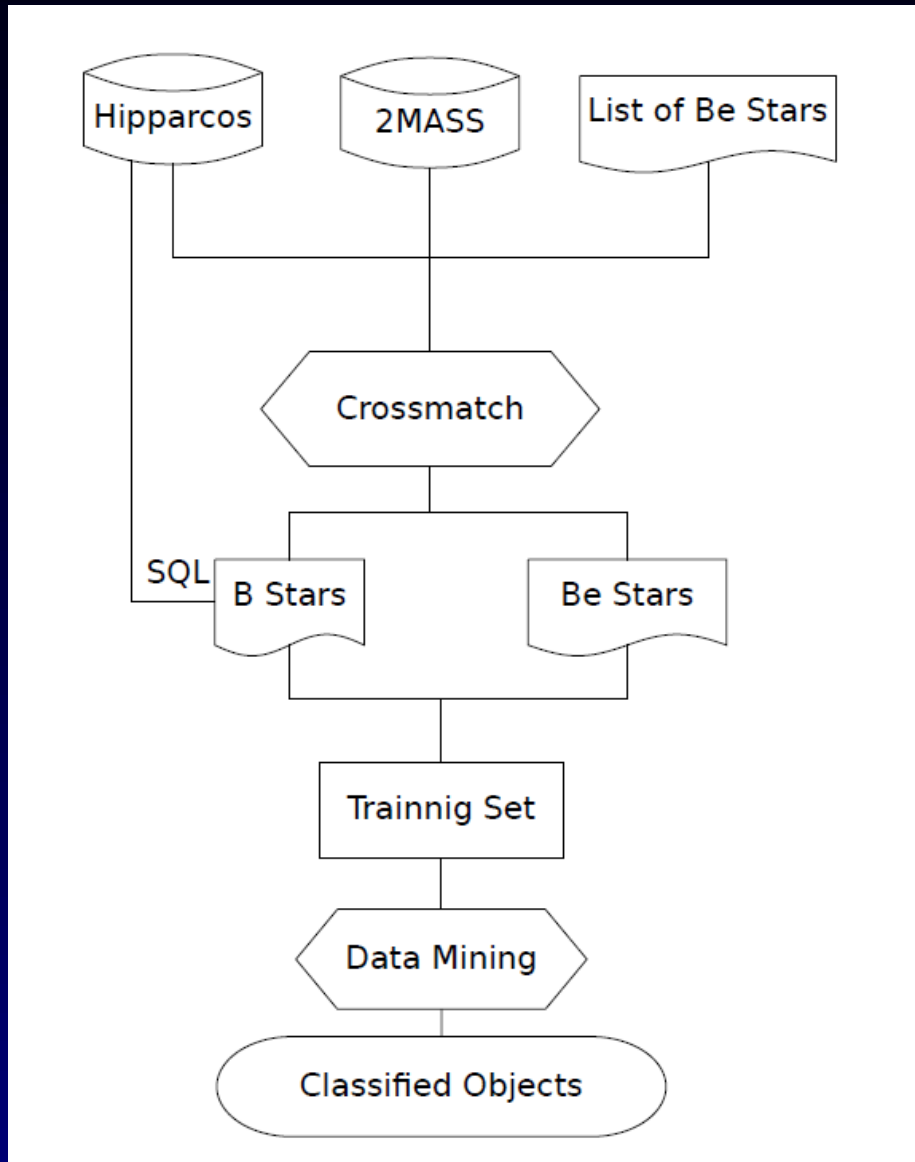 Hipparcos
2MASS
List of Be Stars
Crossmatch
SQL
B Stars
Be Stars
Trainnig Set
Data Mining
Classified Objects